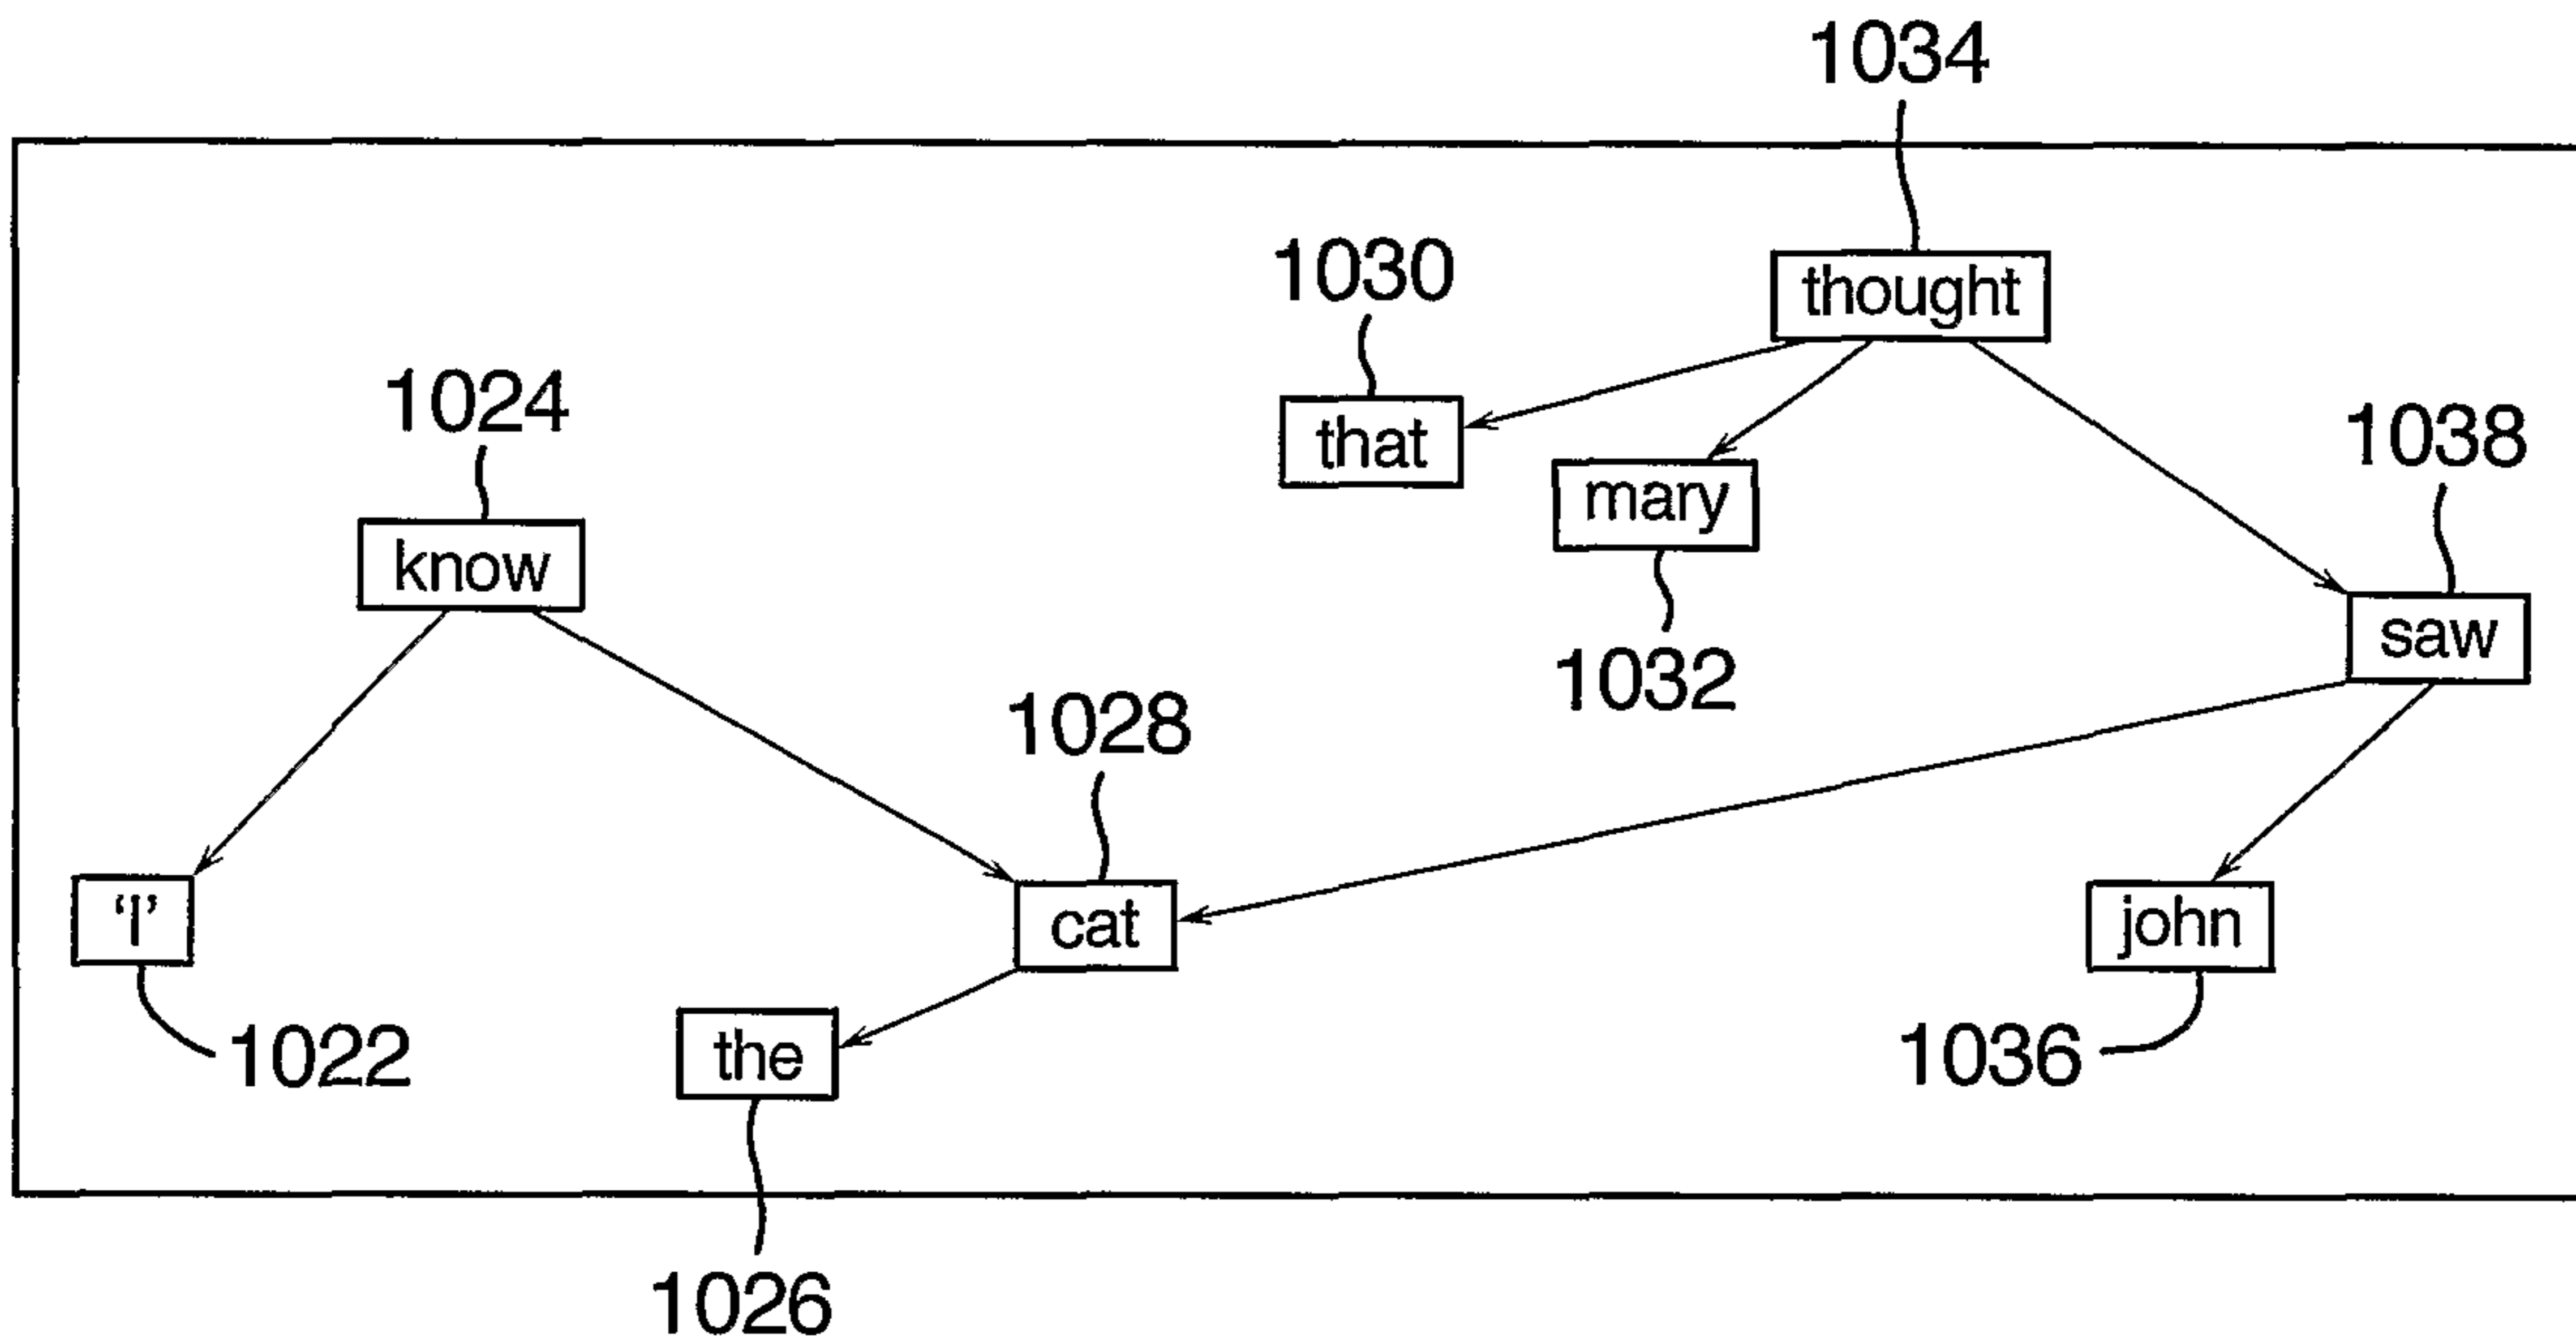 1034
1030
thought
1024
that
1038
mary
know
saw
1032
1028
'I'
cat
john
1022
the
1036
1026